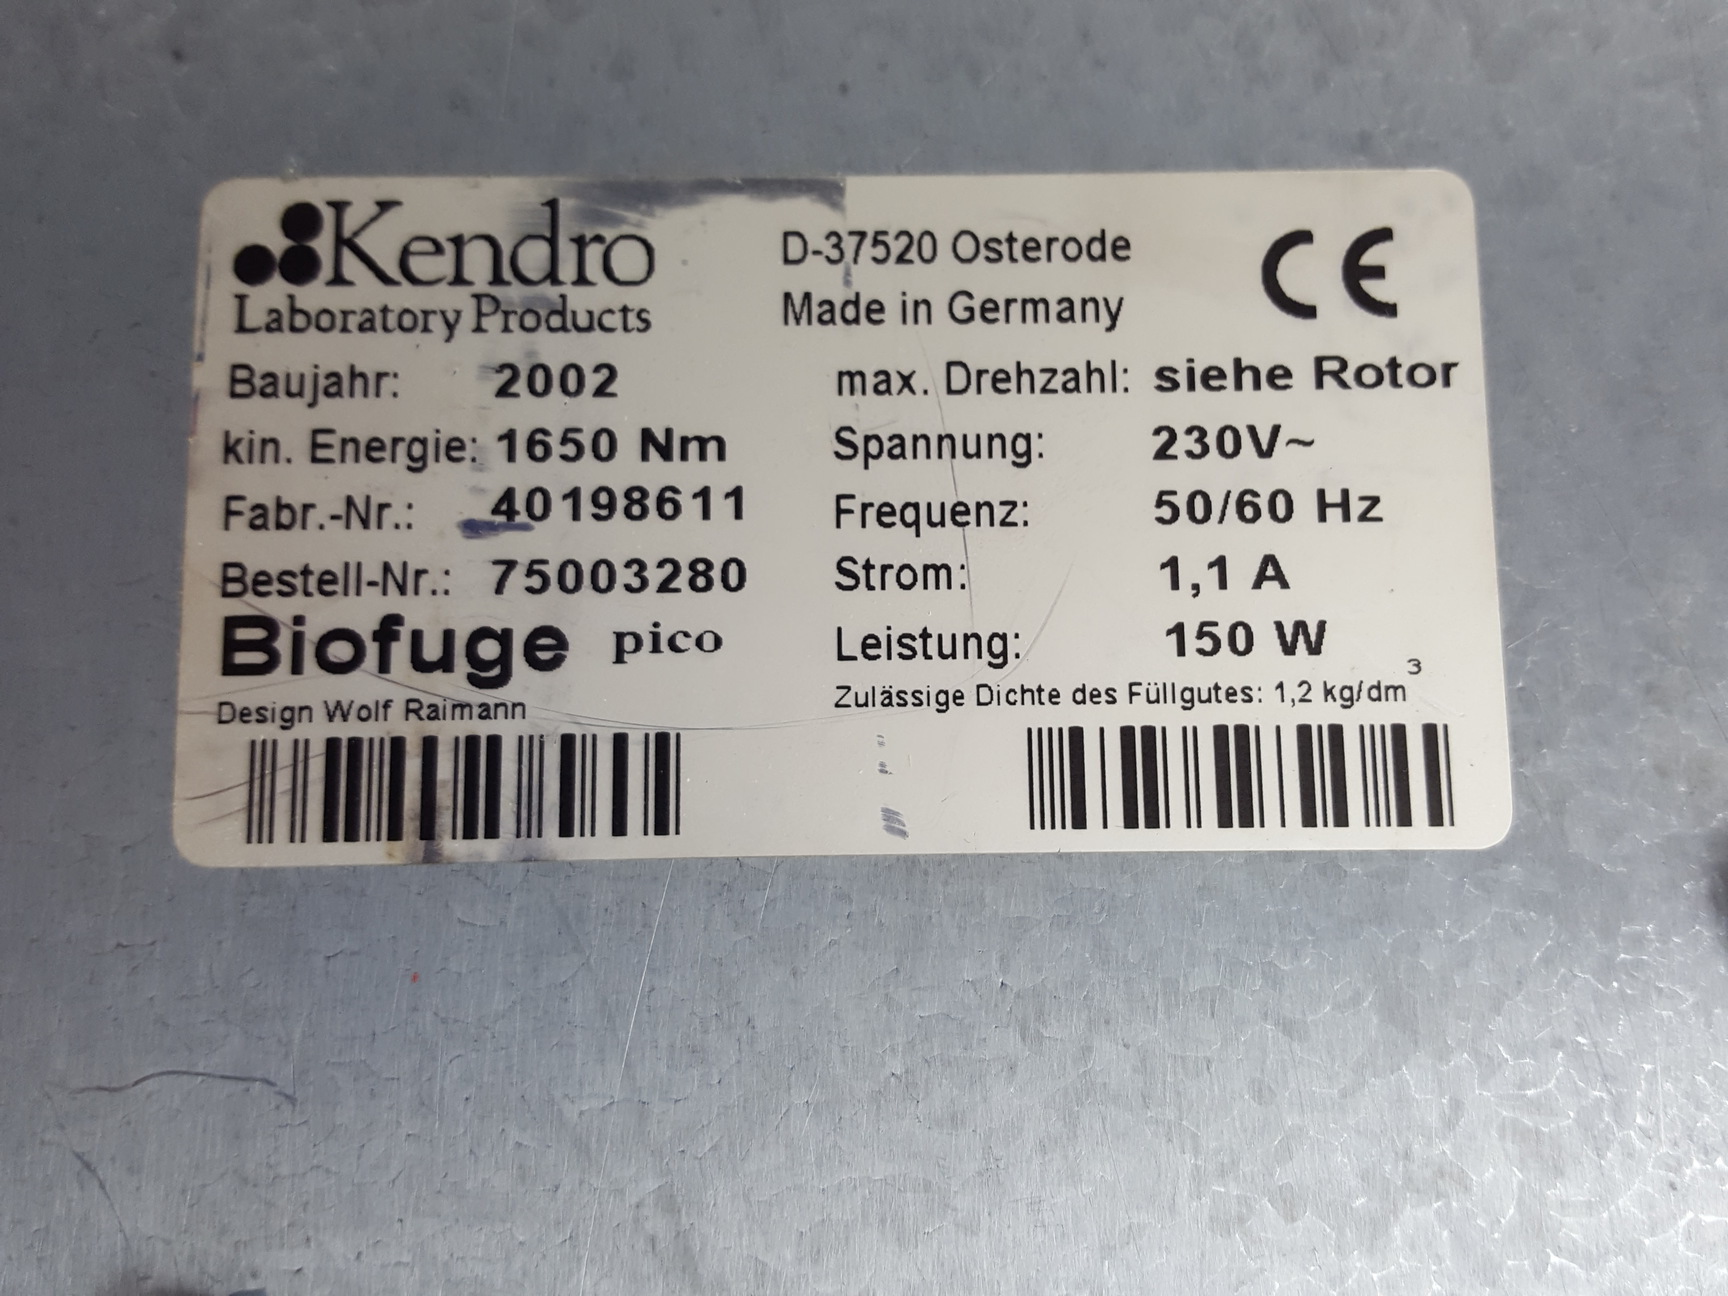 Kendro
Laboratory Products
D-37520 Osterode
Made in Germany
CE
Baujahr: 2002
kin. Energie: 1650 Nm
Fabr.-Nr.: 40198611
Bestell-Nr.: 75003280
Biofuge pico
Design Wolf Raimann
max. Drehzahl: siehe Rotor
Spannung: 230V~
Frequenz: 50/60 Hz
Strom: 1,1 A
Leistung: 150 W
Zulässige Dichte des Füllgutes: 1,2 kg/dm³